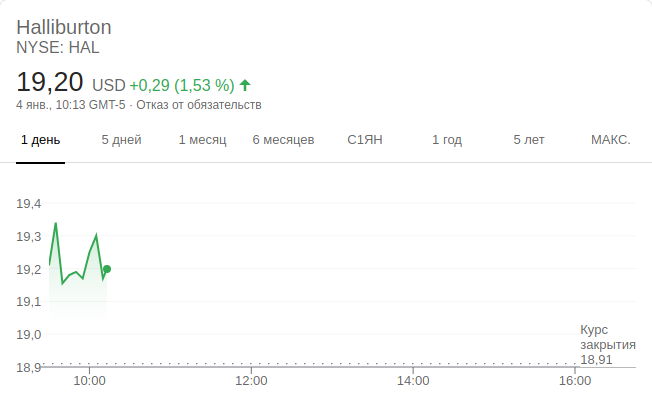 Halliburton
NYSE: HAL
19,20 USD +0,29 (1,53 %)
4 янв., 10:13 GMT-5 · Отказ от обязательств
1 день 5 дней 1 месяц 6 месяцев С1ЯН 1 год 5 лет МАКС.
19,4
19,3
19,2
19,1
19,0
Курс
закрытия
18,91
18,9
10:00 12:00 14:00 16:00